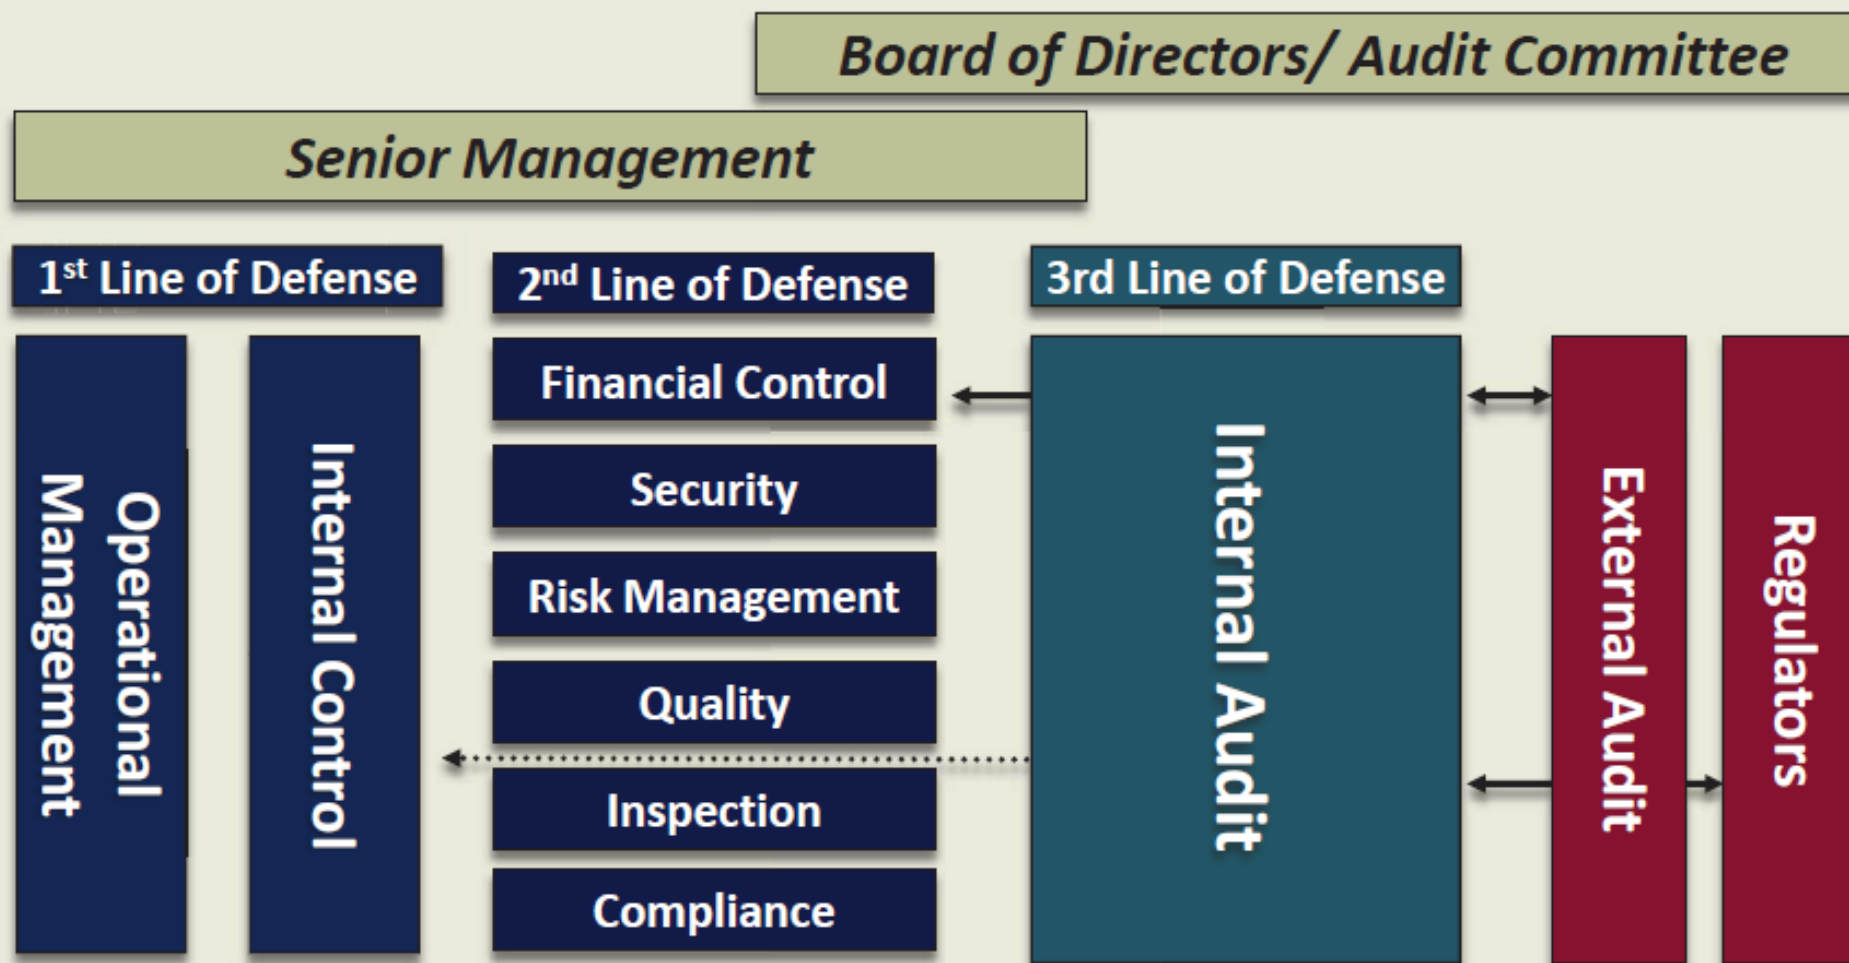 Board of Directors/ Audit Committee
Senior Management
1st Line of Defense
2nd Line of Defense
3rd Line of Defense
Operational
Management
Internal Control
Financial Control
Security
Risk Management
Quality
Inspection
Compliance
Internal Audit
External Audit
Regulators